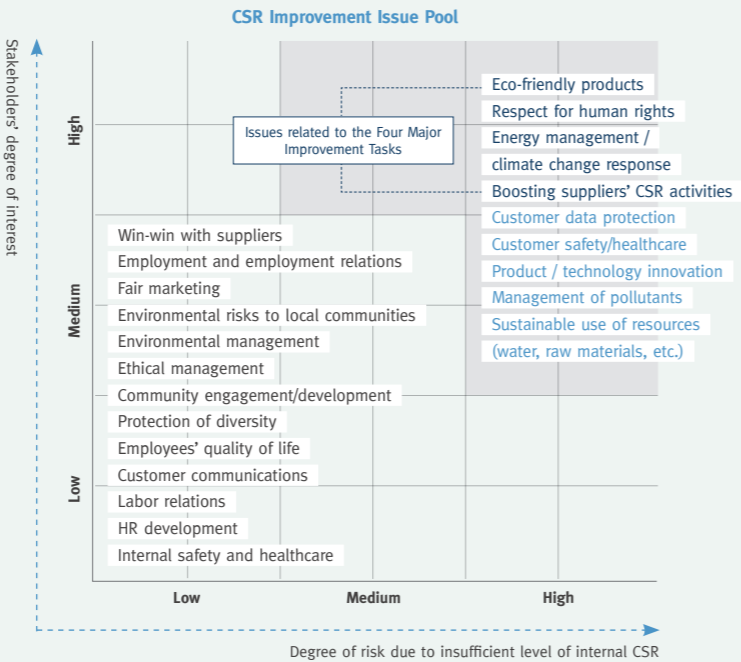 CSR Improvement Issue Pool
Stakeholders' degree of interest
High
Medium
Low
Issues related to the Four Major
Improvement Tasks
Eco-friendly products
Respect for human rights
Energy management /
climate change response
Boosting suppliers' CSR activities
Customer data protection
Customer safety/healthcare
Product / technology innovation
Management of pollutants
Sustainable use of resources
(water, raw materials, etc.)
Win-win with suppliers
Employment and employment relations
Fair marketing
Environmental risks to local communities
Environmental management
Ethical management
Community engagement/development
Protection of diversity
Employees' quality of life
Customer communications
Labor relations
HR development
Internal safety and healthcare
Low
Medium
High
Degree of risk due to insufficient level of internal CSR